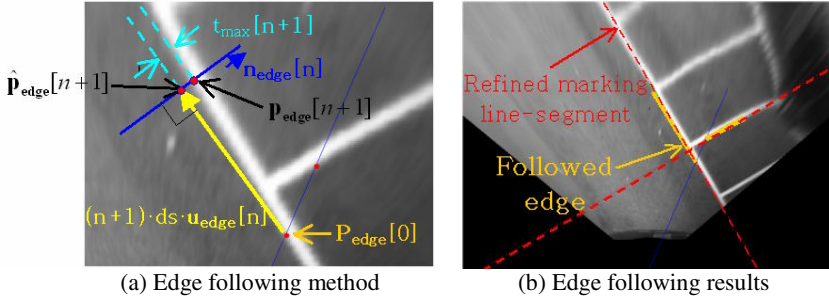 t_max[n+1]
n_edge[n]
p̂_edge[n+1]
p_edge[n+1]
(n+1)·ds·u_edge[n]
P_edge[0]
(a) Edge following method
Refined marking
line-segment
Followed
edge
(b) Edge following results